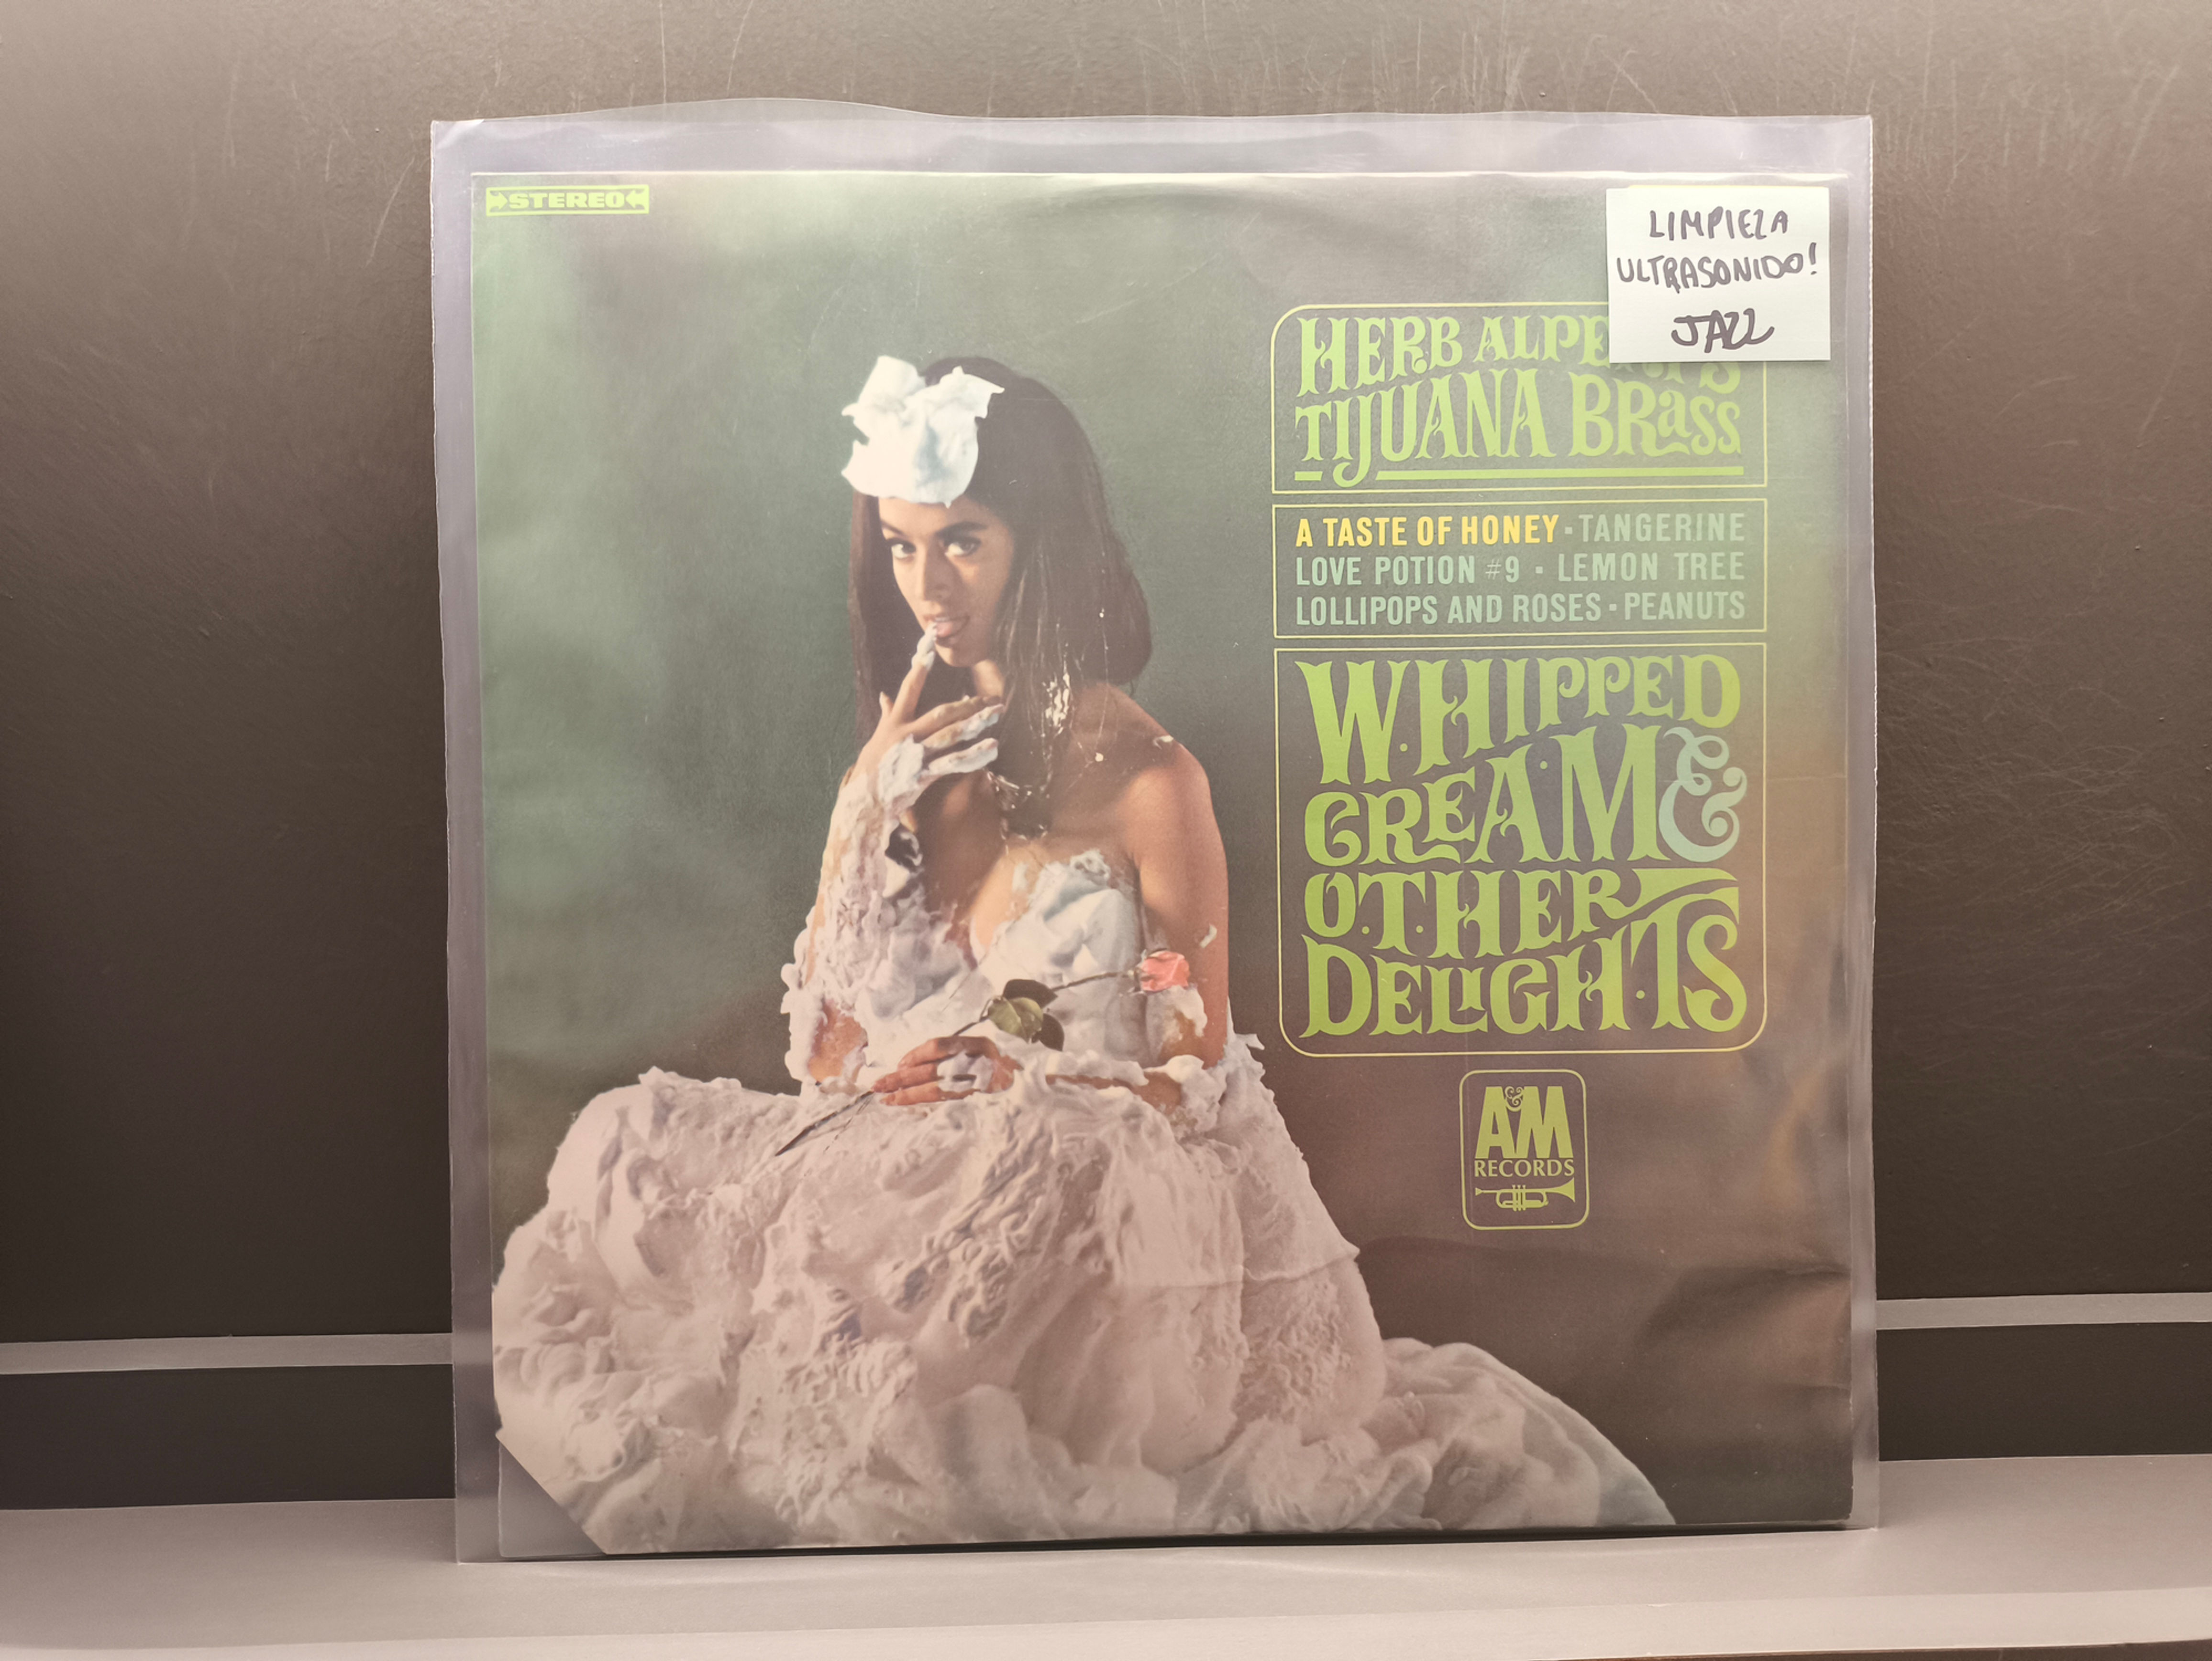 STEREO
LIMPIEZA
ULTRASONIDO!
JAZZ
HERB
TIJUANA BRASS
A TASTE OF HONEY • TANGERINE
LOVE POTION #9 • LEMON TREE
LOLLIPOPS AND ROSES • PEANUTS
WHIPPED
CREAM &
OTHER
DELIGHTS
A&M
RECORDS